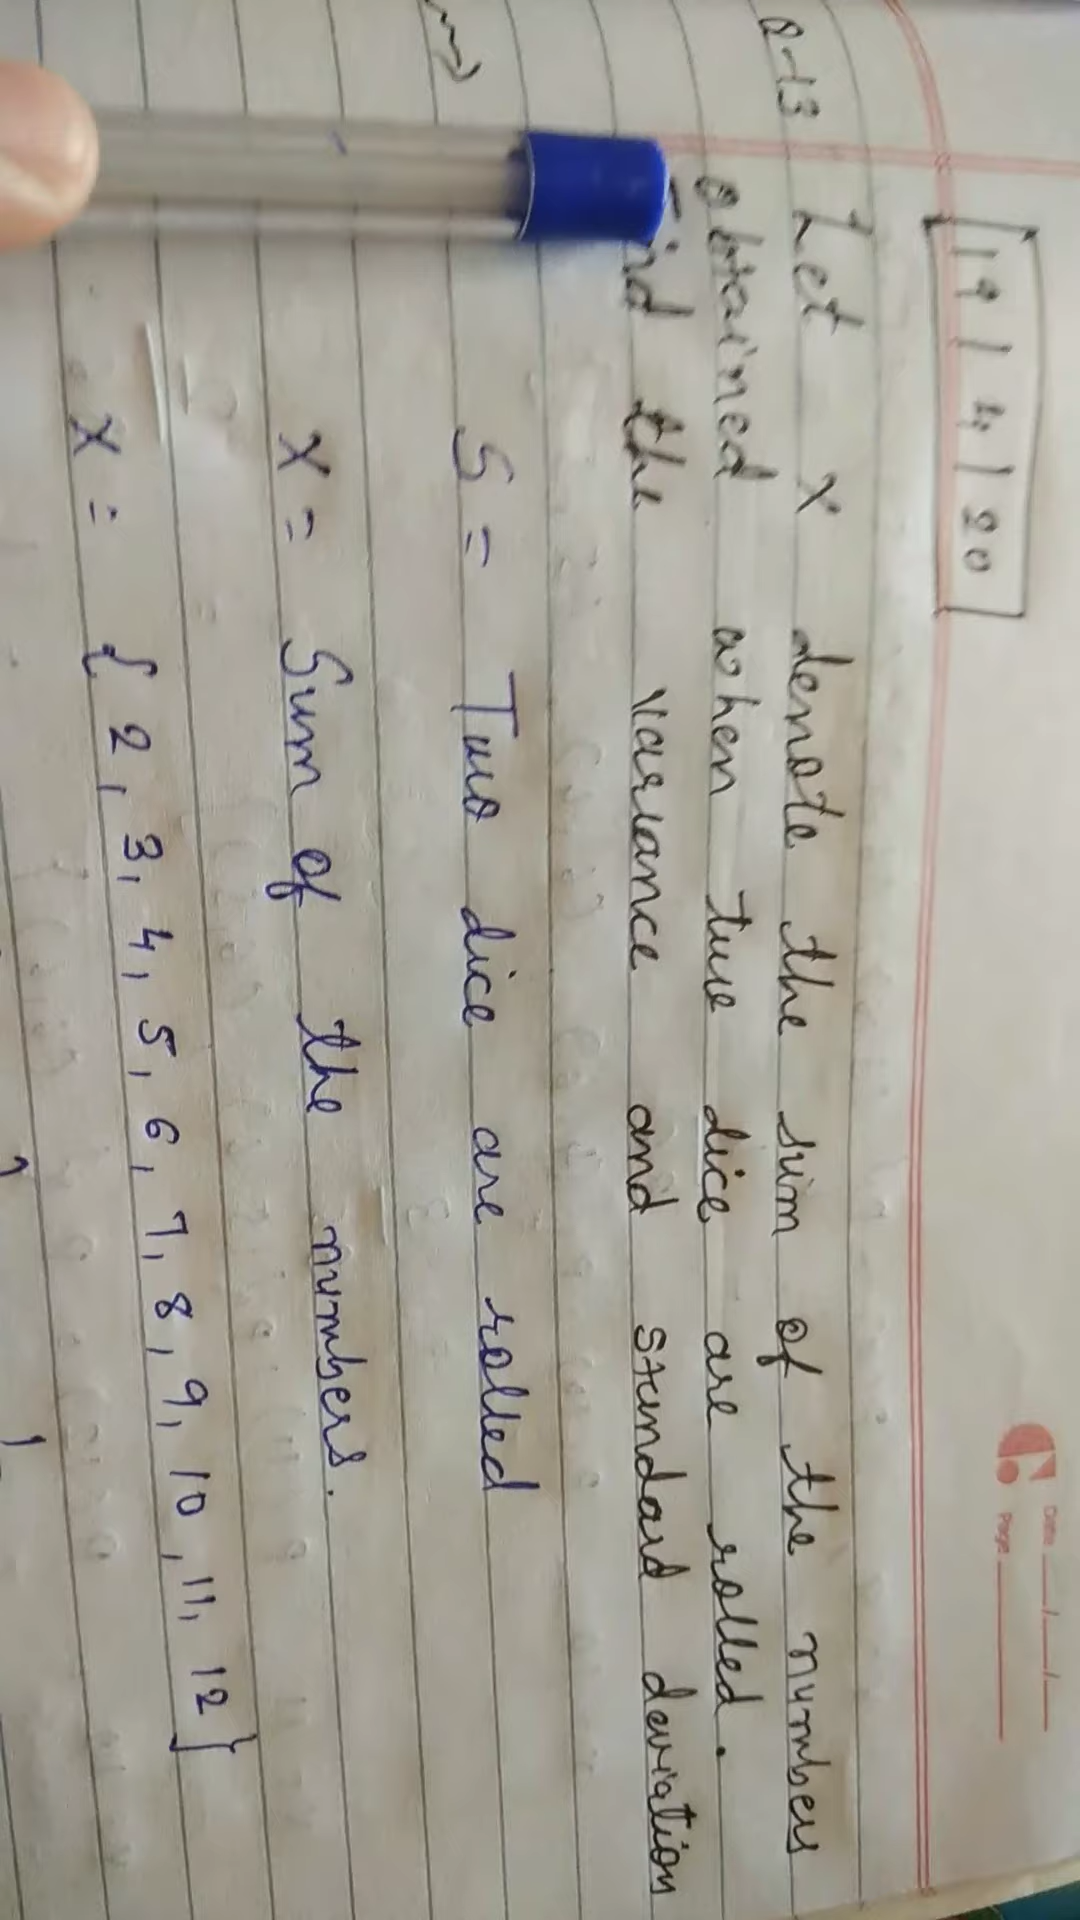 Date
Page
19/4/20
Q-13 Let X denote the sum of the numbers
obtained when two dice are rolled.
Find the variance and standard deviation
S = Two dice are rolled
X = Sum of the numbers.
X = { 2, 3, 4, 5, 6, 7, 8, 9, 10, 11, 12 }